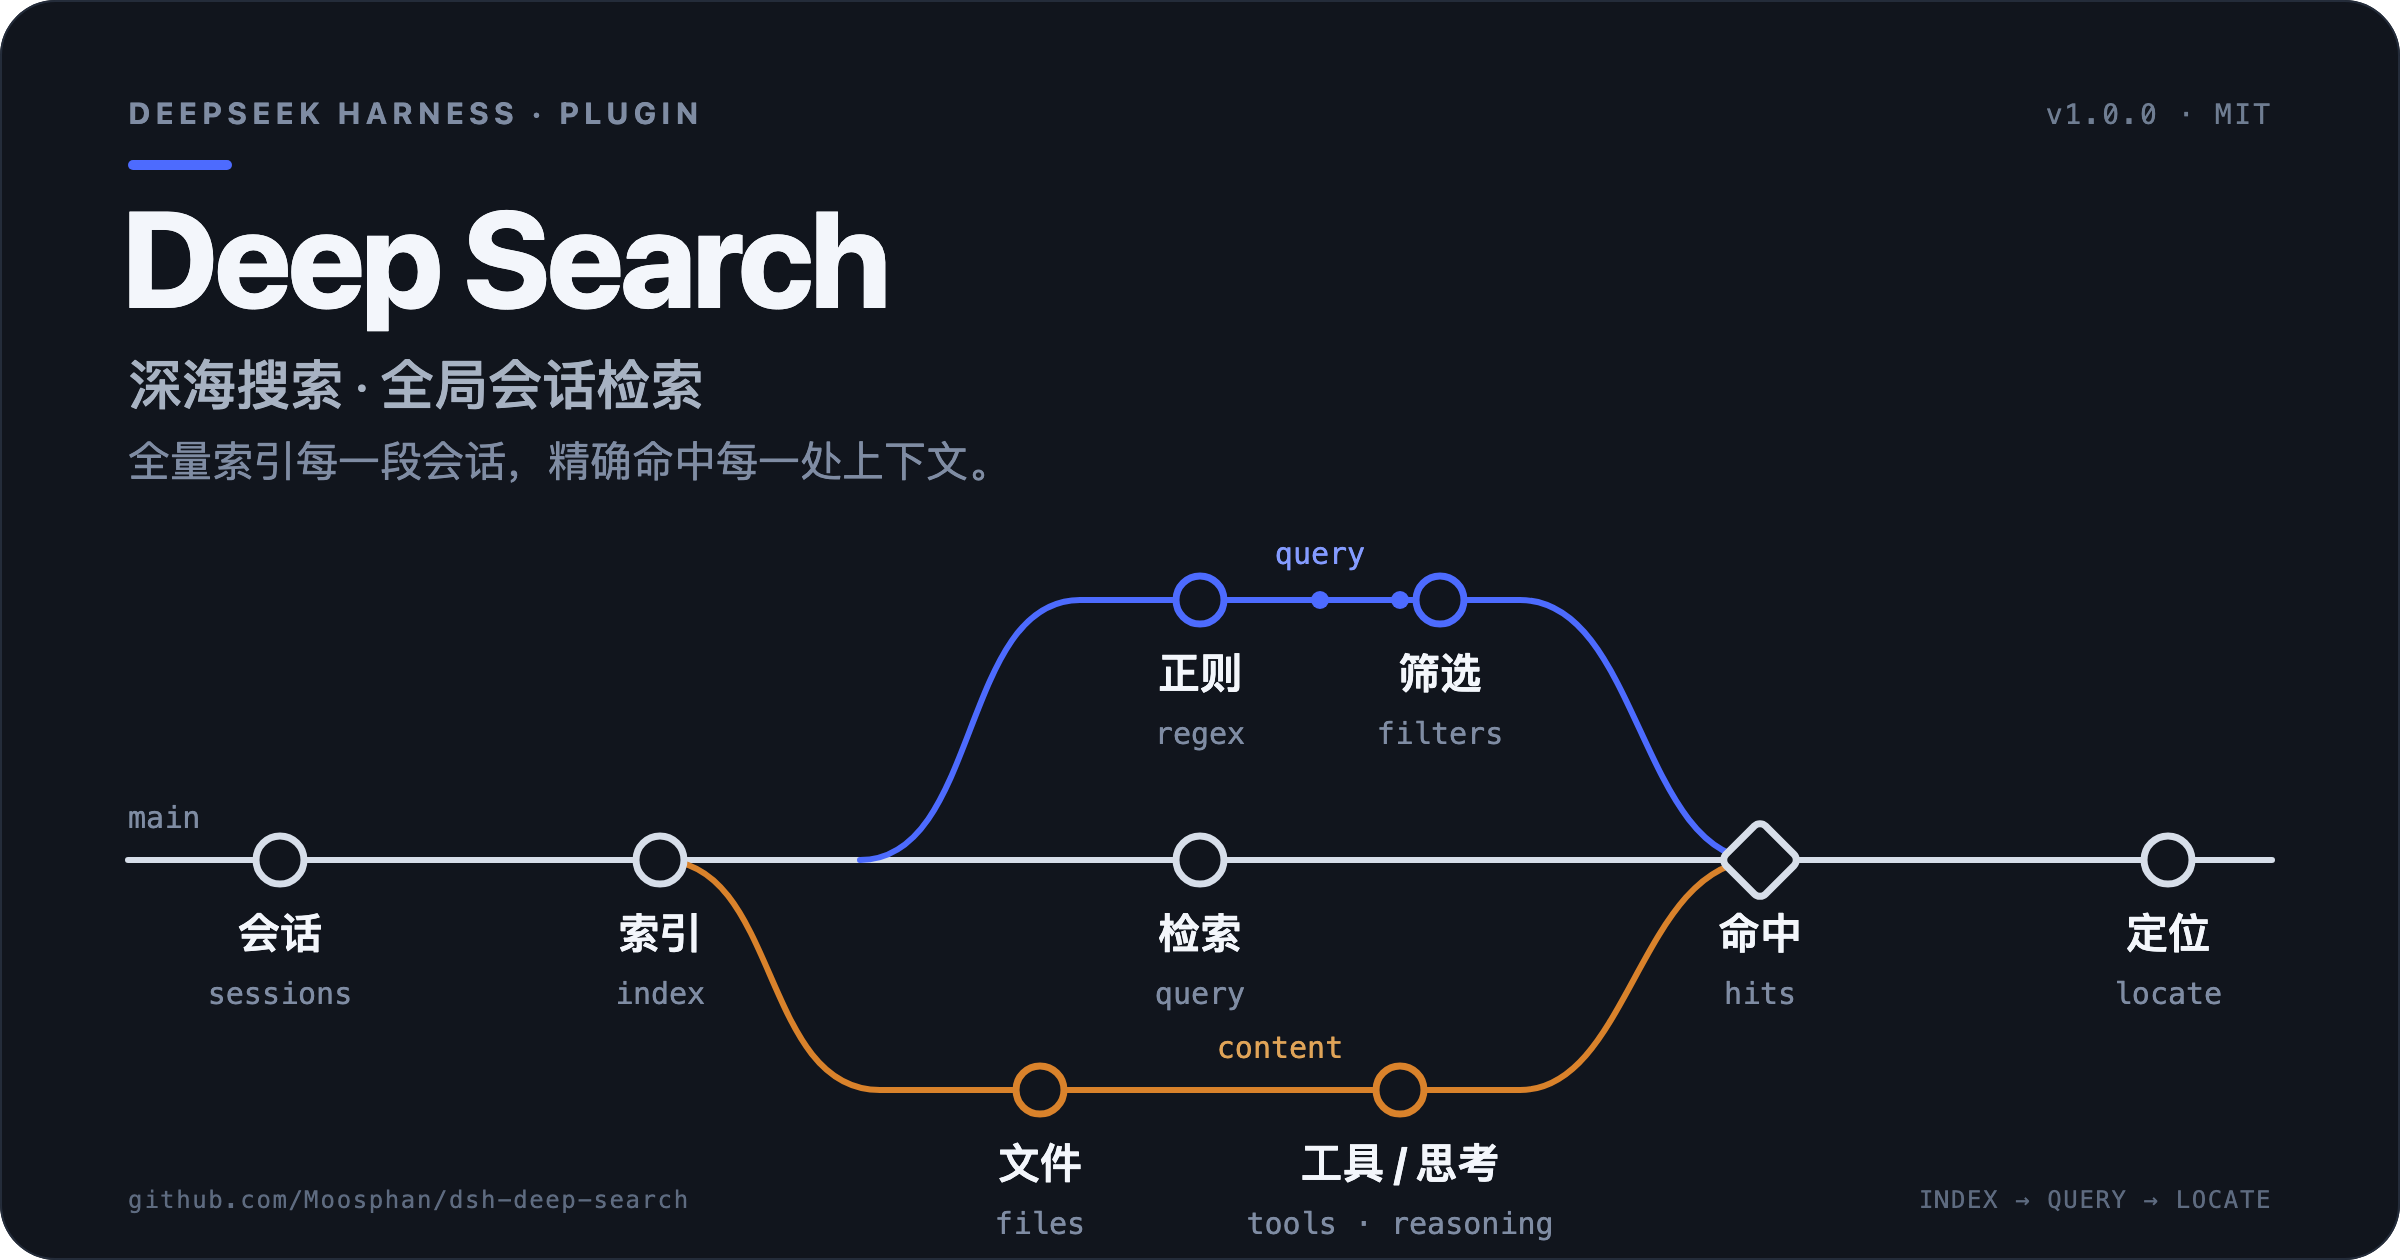 DEEPSEEK HARNESS · PLUGIN
v1.0.0 · MIT
Deep Search
深海搜索 · 全局会话检索
全量索引每一段会话，精确命中每一处上下文。
query
正则
筛选
regex
filters
main
会话
索引
检索
命中
定位
sessions
index
query
hits
locate
content
文件
工具 / 思考
files
tools · reasoning
github.com/Moosphan/dsh-deep-search
INDEX → QUERY → LOCATE